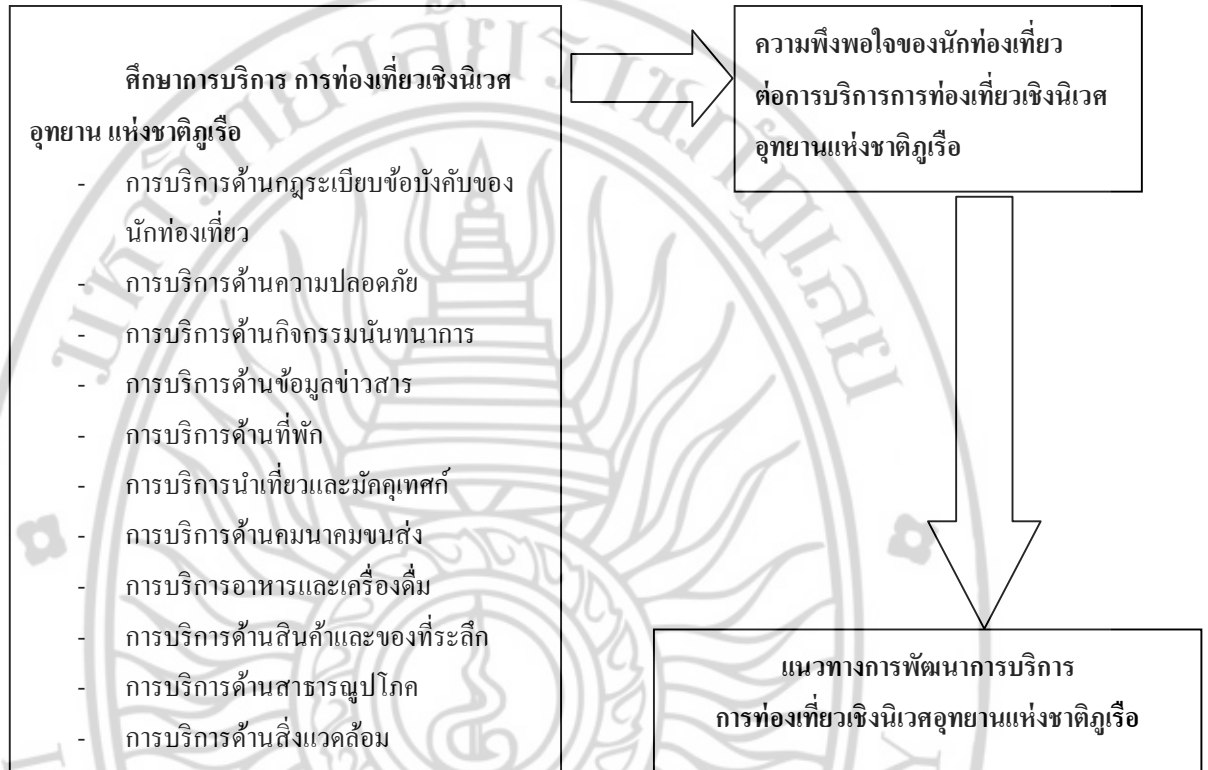 ศึกษาการบริการ การท่องเที่ยวเชิงนิเวศ
อุทยาน แห่งชาติภูเรือ
- การบริการด้านกฎระเบียบข้อบังคับของ
นักท่องเที่ยว
- การบริการด้านความปลอดภัย
- การบริการด้านกิจกรรมนันทนาการ
- การบริการด้านข้อมูลข่าวสาร
- การบริการด้านที่พัก
- การบริการนำเที่ยวและมัคคุเทศก์
- การบริการด้านคมนาคมขนส่ง
- การบริการอาหารและเครื่องดื่ม
- การบริการด้านสินค้าและของที่ระลึก
- การบริการด้านสาธารณูปโภค
- การบริการด้านสิ่งแวดล้อม
ความพึงพอใจของนักท่องเที่ยว
ต่อการบริการการท่องเที่ยวเชิงนิเวศ
อุทยานแห่งชาติภูเรือ
แนวทางการพัฒนาการบริการ
การท่องเที่ยวเชิงนิเวศอุทยานแห่งชาติภูเรือ